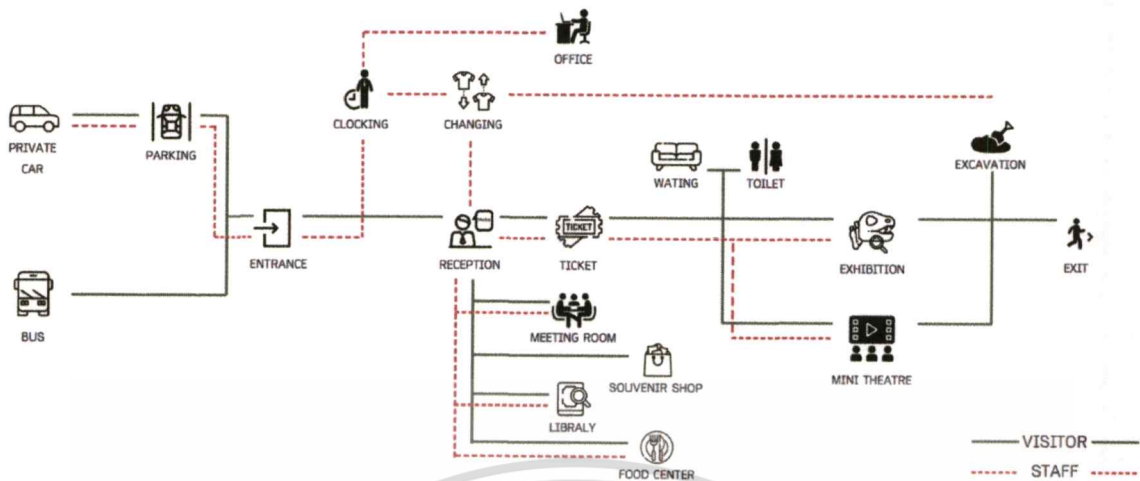 OFFICE
CLOCKING
CHANGING
PRIVATE
CAR
PARKING
WATING
TOILET
EXCAVATION
TICKET
ENTRANCE
RECEPTION
TICKET
EXHIBITION
EXIT
BUS
MEETING ROOM
SOUVENIR SHOP
MINI THEATRE
LIBRALY
FOOD CENTER
VISITOR
STAFF